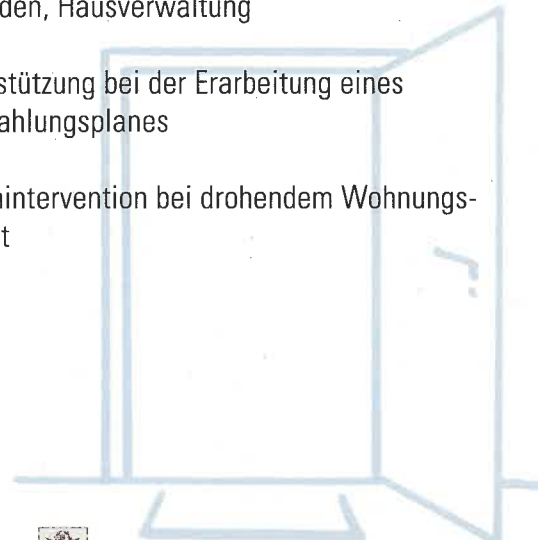 den, Hausverwaltung
stützung bei der Erarbeitung eines
ahlungsplanes
intervention bei drohendem Wohnungs-
t